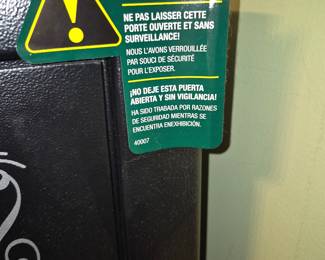 NE PAS LAISSER CETTE
PORTE OUVERTE ET SANS
SURVEILLANCE!
NOUS L'AVONS VERROUILLÉE
PAR SOUCI DE SÉCURITÉ
POUR L'EXPOSER.
¡NO DEJE ESTA PUERTA
ABIERTA Y SIN VIGILANCIA!
HA SIDO TRABADA POR RAZONES
DE SEGURIDAD MIENTRAS SE
ENCUENTRA ENEXHIBICIÓN.
40007